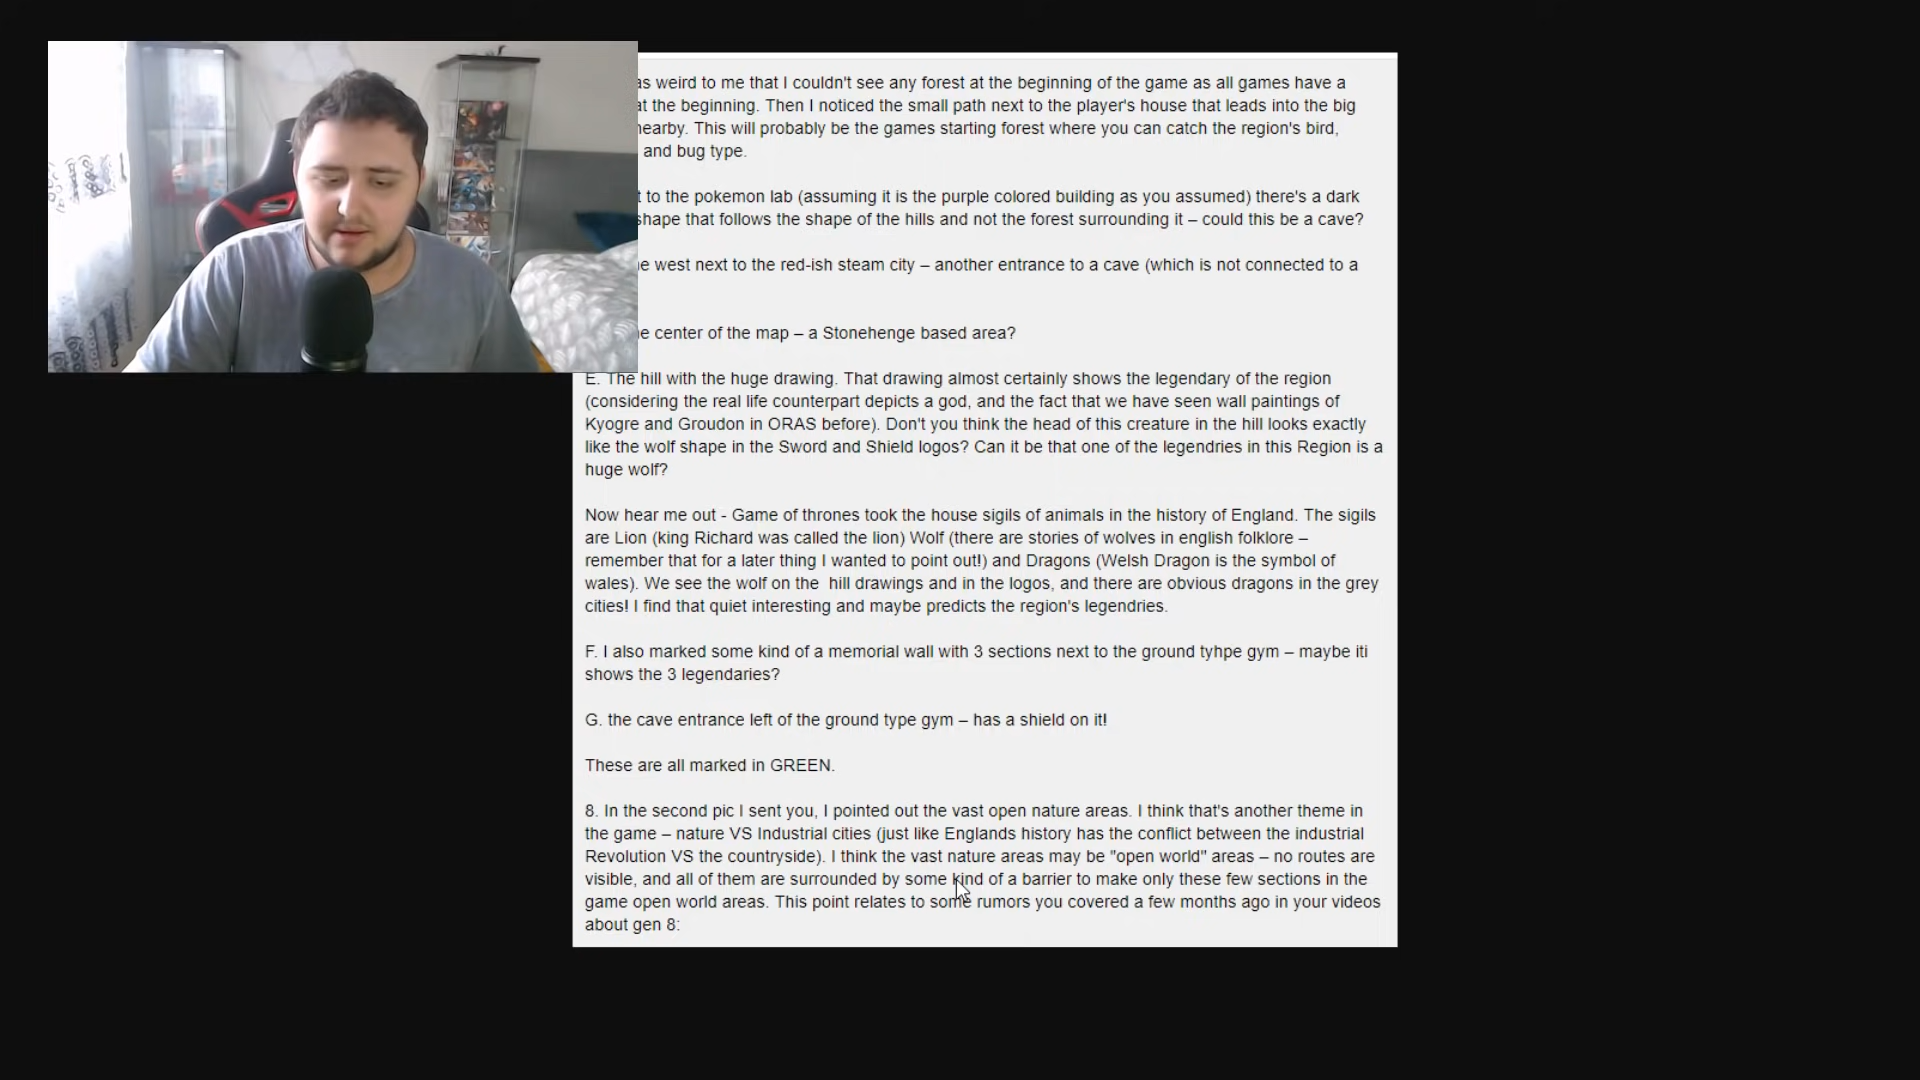 as weird to me that I couldn't see any forest at the beginning of the game as all games have a
at the beginning. Then I noticed the small path next to the player's house that leads into the big
nearby. This will probably be the games starting forest where you can catch the region's bird,
and bug type.
t to the pokemon lab (assuming it is the purple colored building as you assumed) there's a dark
shape that follows the shape of the hills and not the forest surrounding it – could this be a cave?
e west next to the red-ish steam city – another entrance to a cave (which is not connected to a
e center of the map – a Stonehenge based area?
E. The hill with the huge drawing. That drawing almost certainly shows the legendary of the region
(considering the real life counterpart depicts a god, and the fact that we have seen wall paintings of
Kyogre and Groudon in ORAS before). Don't you think the head of this creature in the hill looks exactly
like the wolf shape in the Sword and Shield logos? Can it be that one of the legendries in this Region is a
huge wolf?
Now hear me out - Game of thrones took the house sigils of animals in the history of England. The sigils
are Lion (king Richard was called the lion) Wolf (there are stories of wolves in english folklore –
remember that for a later thing I wanted to point out!) and Dragons (Welsh Dragon is the symbol of
wales). We see the wolf on the  hill drawings and in the logos, and there are obvious dragons in the grey
cities! I find that quiet interesting and maybe predicts the region's legendries.
F. I also marked some kind of a memorial wall with 3 sections next to the ground tyhpe gym – maybe iti
shows the 3 legendaries?
G. the cave entrance left of the ground type gym – has a shield on it!
These are all marked in GREEN.
8. In the second pic I sent you, I pointed out the vast open nature areas. I think that's another theme in
the game – nature VS Industrial cities (just like Englands history has the conflict between the industrial
Revolution VS the countryside). I think the vast nature areas may be "open world" areas – no routes are
visible, and all of them are surrounded by some kind of a barrier to make only these few sections in the
game open world areas. This point relates to some rumors you covered a few months ago in your videos
about gen 8: